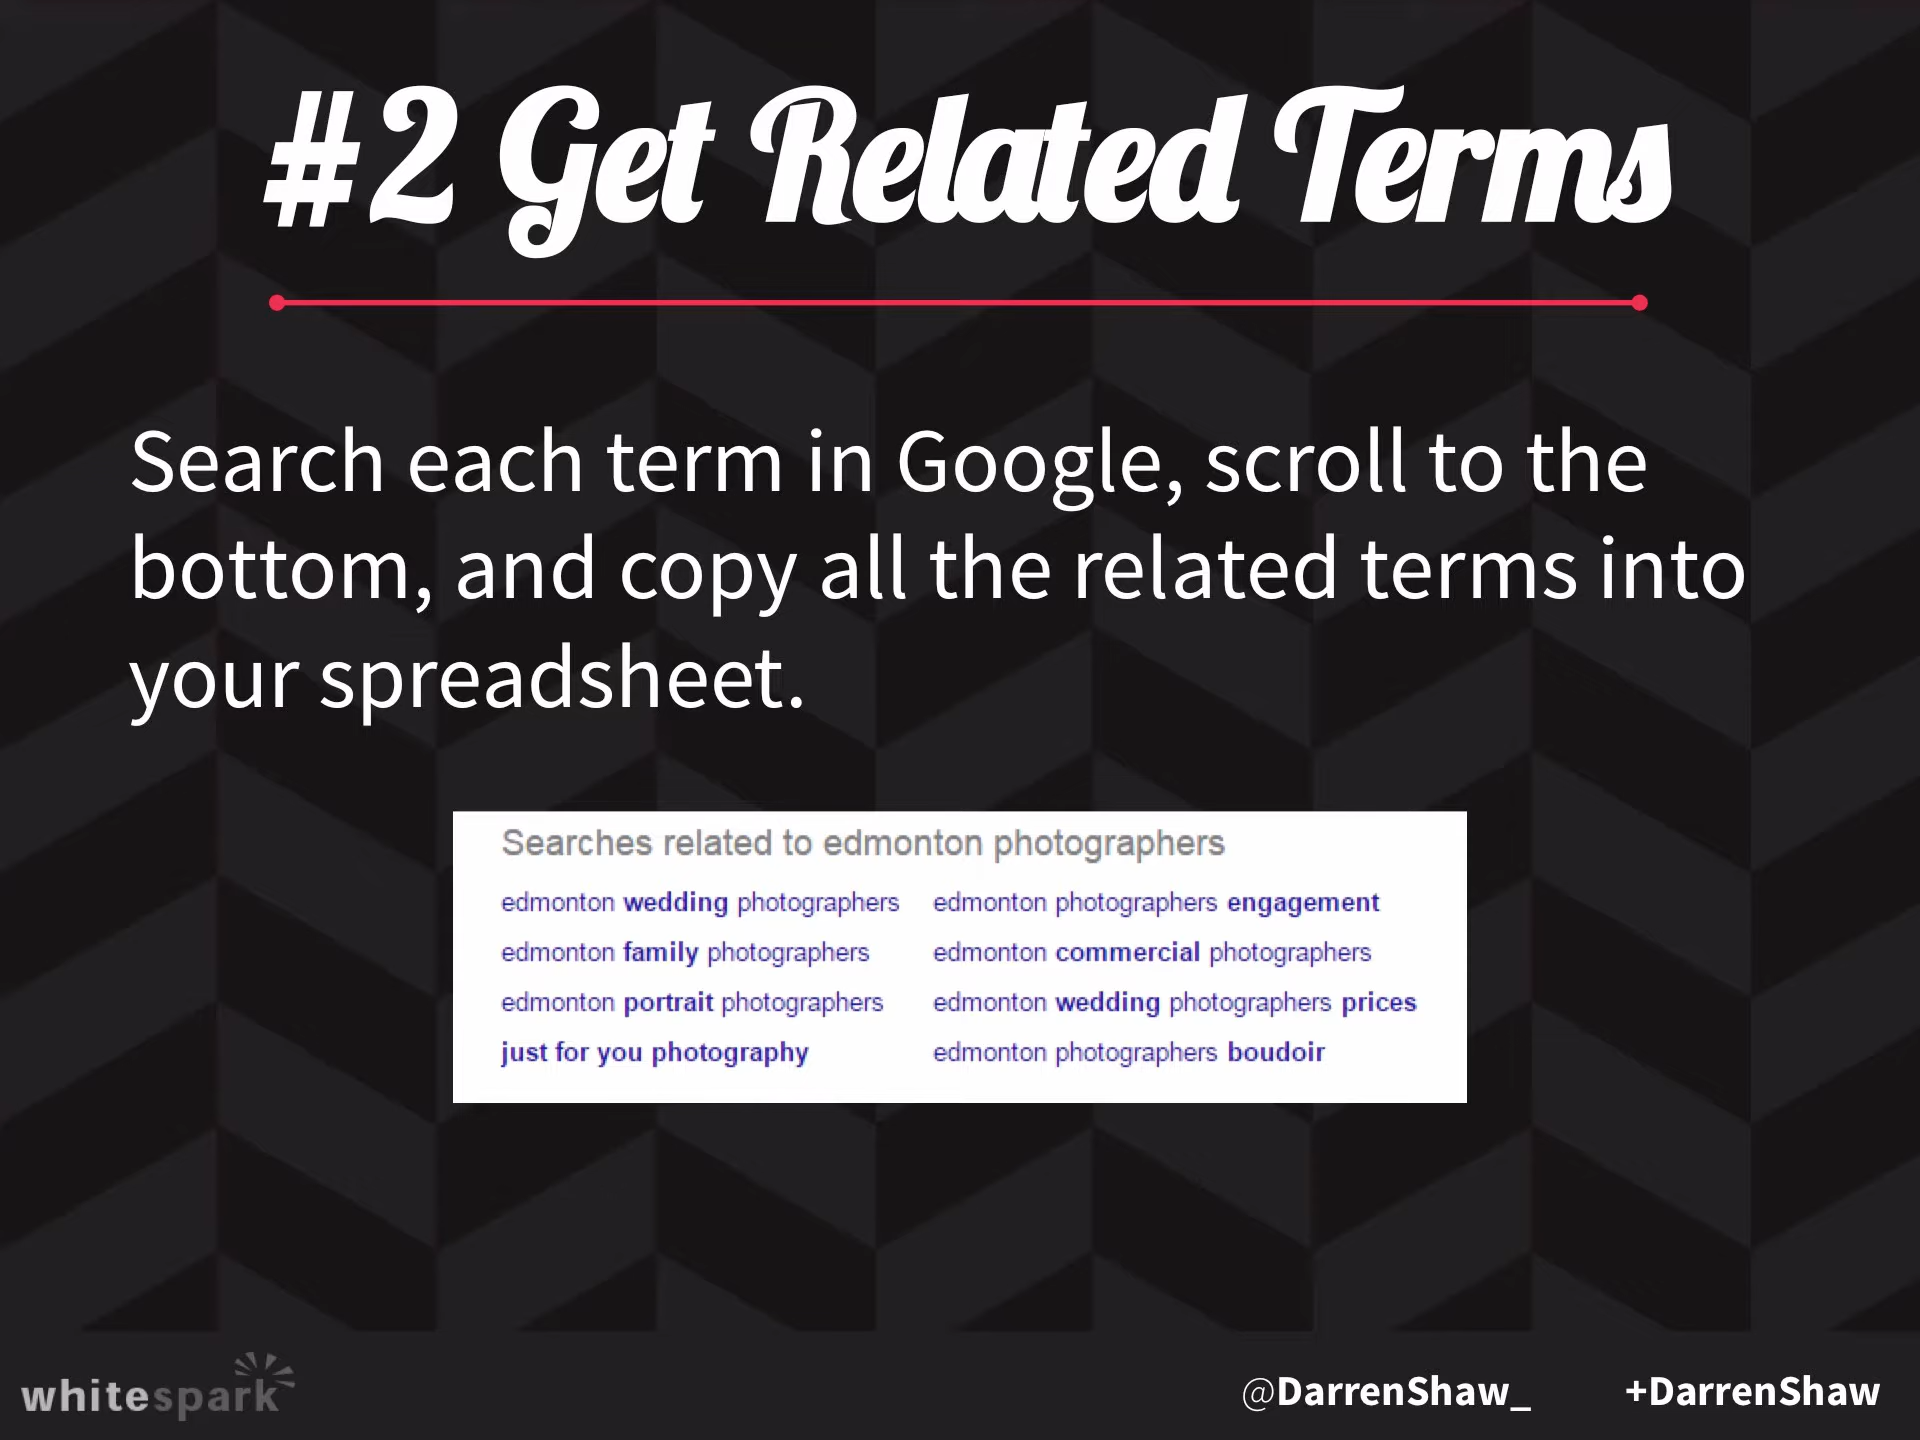 #2 Get Related Terms
Search each term in Google, scroll to the
bottom, and copy all the related terms into
your spreadsheet.
Searches related to edmonton photographers
edmonton wedding photographers
edmonton photographers engagement
edmonton family photographers
edmonton commercial photographers
edmonton portrait photographers
edmonton wedding photographers prices
just for you photography
edmonton photographers boudoir
whitespark
@DarrenShaw_
+DarrenShaw